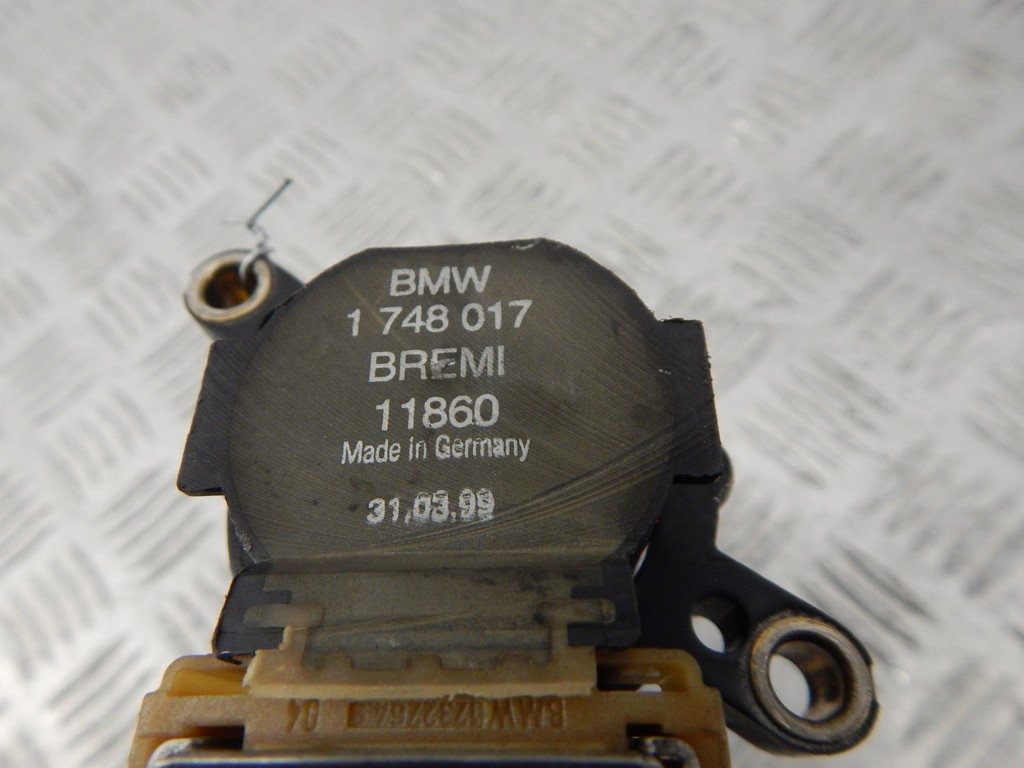 BMW
1 748 017
BREMI
11860
Made in Germany
31.03.99